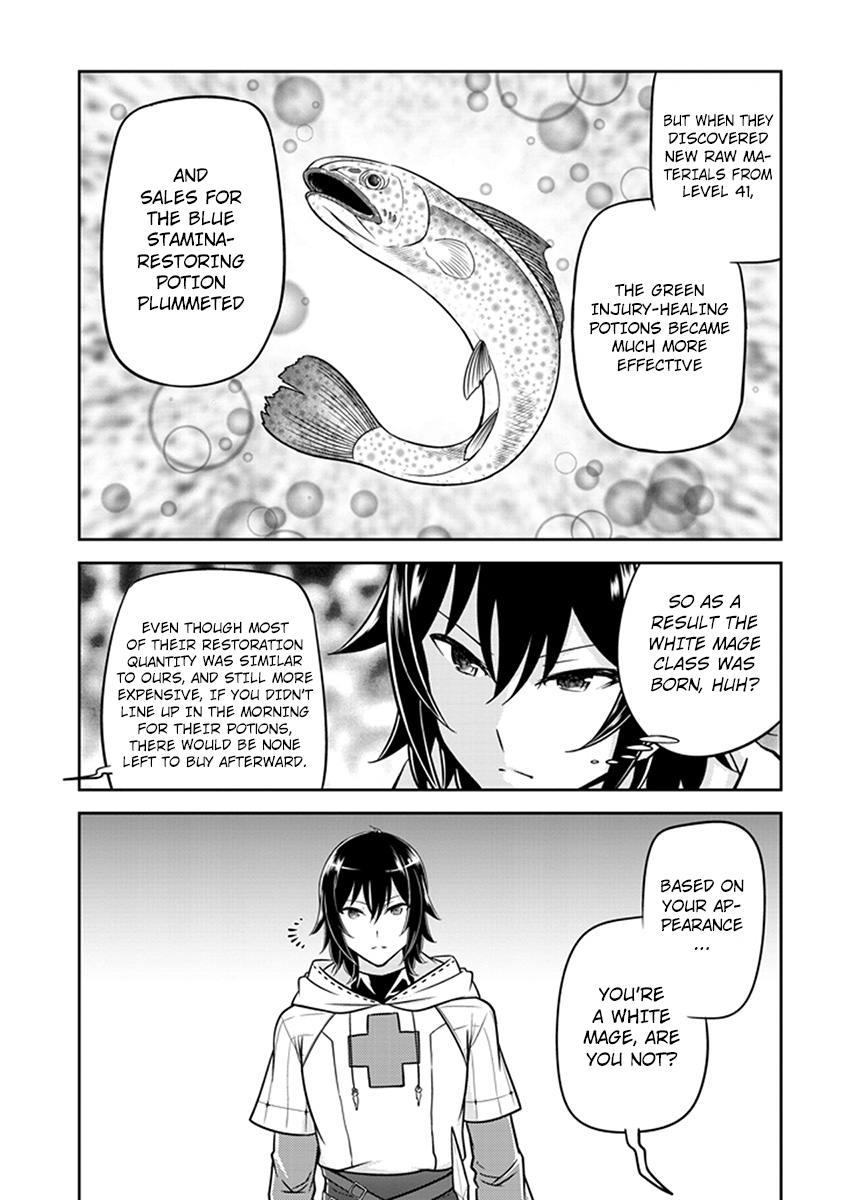 BUT WHEN THEY
DISCOVERED
NEW RAW MA-
TERIALS FROM
LEVEL 41,
THE GREEN
INJURY-HEALING
POTIONS BECAME
MUCH MORE
EFFECTIVE
AND
SALES FOR
THE BLUE
STAMINA-
RESTORING
POTION
PLUMMETED
SO AS A
RESULT THE
WHITE MAGE
CLASS WAS
BORN, HUH?
EVEN THOUGH MOST
OF THEIR RESTORATION
QUANTITY WAS SIMILAR
TO OURS, AND STILL MORE
EXPENSIVE, IF YOU DIDN'T
LINE UP IN THE MORNING
FOR THEIR POTIONS,
THERE WOULD BE NONE
LEFT TO BUY AFTERWARD.
BASED ON
YOUR AP-
PEARANCE
...
YOU'RE
A WHITE
MAGE, ARE
YOU NOT?